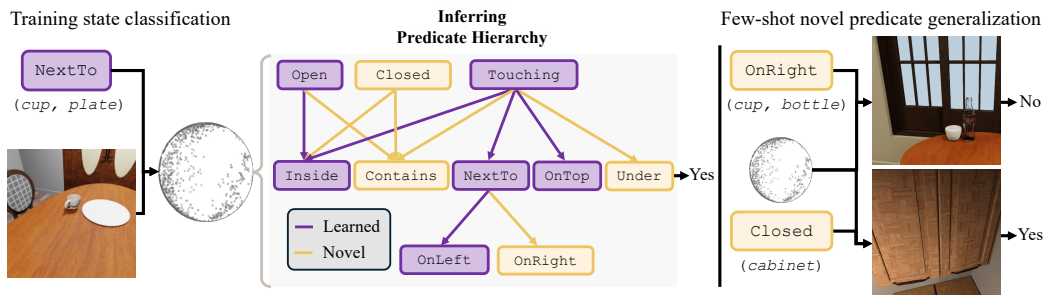 Training state classification
NextTo
(cup, plate)
Inferring
Predicate Hierarchy
Open
Closed
Touching
Inside
Contains
NextTo
OnTop
Under
Yes
Learned
Novel
OnLeft
OnRight
Few-shot novel predicate generalization
OnRight
(cup, bottle)
No
Closed
(cabinet)
Yes